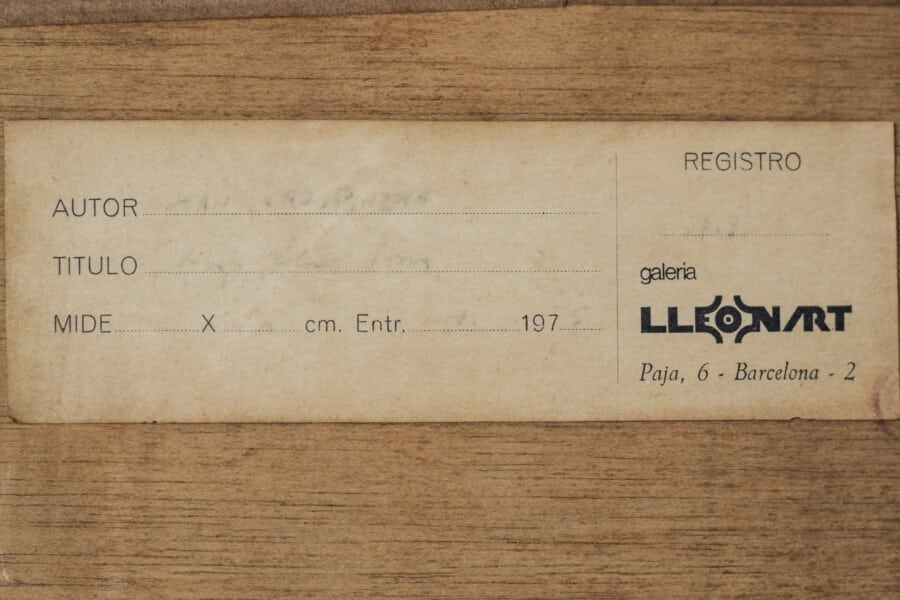 AUTOR
TITULO
MIDE X cm. Entr. 197
REGISTRO
galeria
LLEONART
Paja, 6 - Barcelona - 2